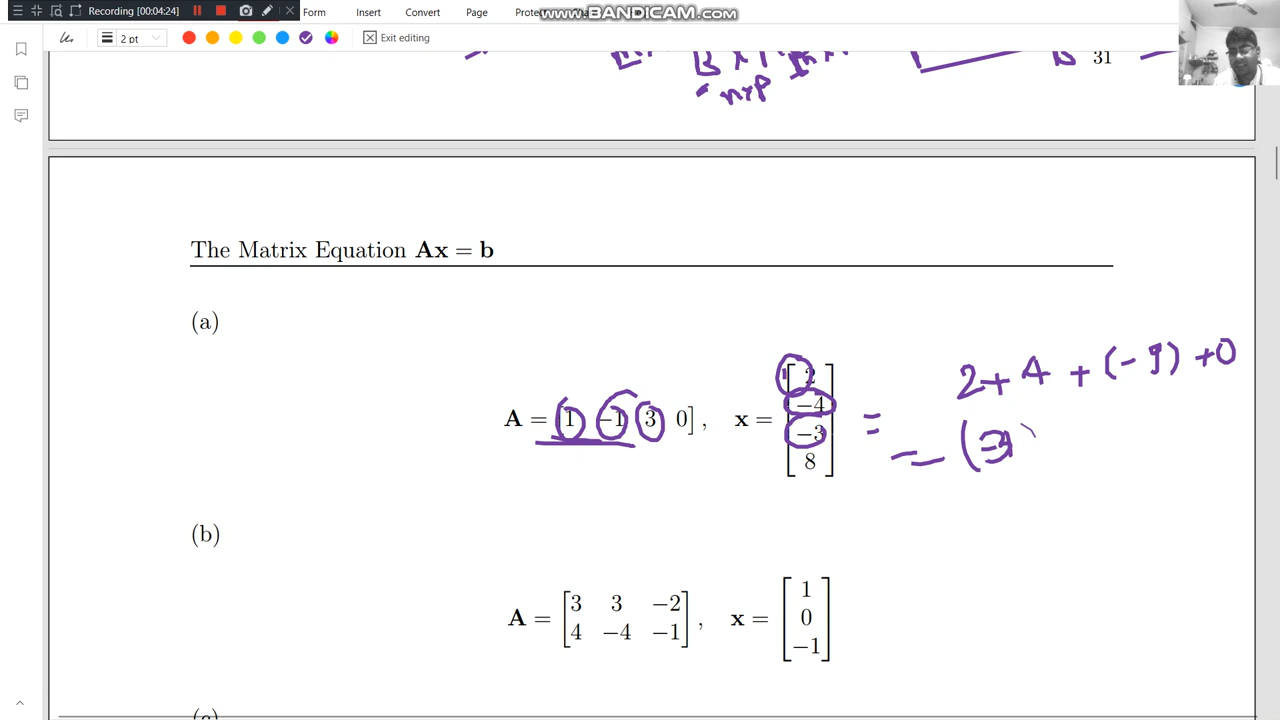 Recording [00:04:24]
Form Insert Convert Page
www.BANDICAM.com
2 pt Exit editing
B × P
n×p
31
The Matrix Equation Ax = b
(a)
A = [1 −1 3 0], x = [2 −4 −3 8] = 2 + 4 + (-9) + 0
= (-3)
(b)
A = [3 3 −2
4 −4 −1], x = [1 0 −1]